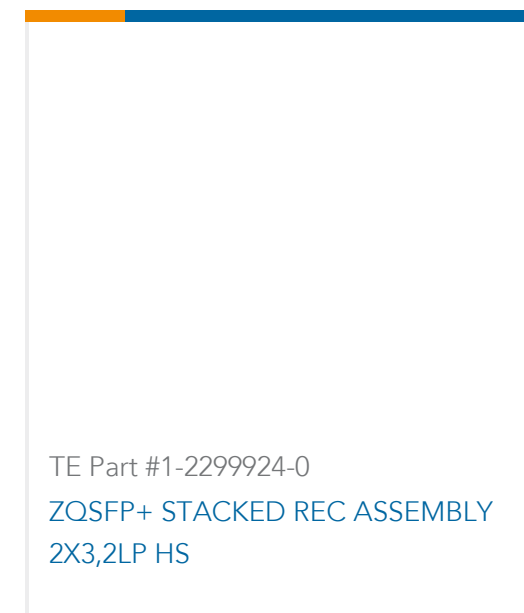 TE Part #1-2299924-0
ZQSFP+ STACKED REC ASSEMBLY
2X3,2LP HS